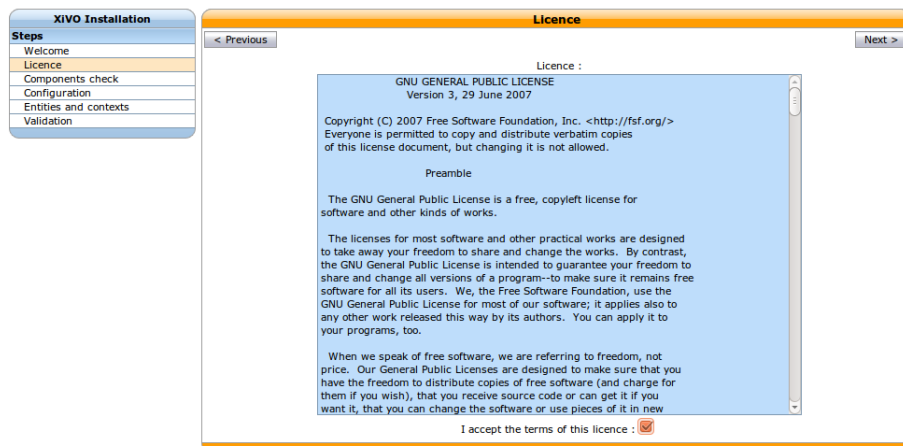 XiVO Installation
Steps
Welcome
Licence
Components check
Configuration
Entities and contexts
Validation
Licence
< Previous
Next >
Licence :
GNU GENERAL PUBLIC LICENSE
Version 3, 29 June 2007
Copyright (C) 2007 Free Software Foundation, Inc. <http://fsf.org/>
Everyone is permitted to copy and distribute verbatim copies
of this license document, but changing it is not allowed.
Preamble
The GNU General Public License is a free, copyleft license for
software and other kinds of works.
The licenses for most software and other practical works are designed
to take away your freedom to share and change the works.  By contrast,
the GNU General Public License is intended to guarantee your freedom to
share and change all versions of a program--to make sure it remains free
software for all its users.  We, the Free Software Foundation, use the
GNU General Public License for most of our software; it applies also to
any other work released this way by its authors.  You can apply it to
your programs, too.
When we speak of free software, we are referring to freedom, not
price.  Our General Public Licenses are designed to make sure that you
have the freedom to distribute copies of free software (and charge for
them if you wish), that you receive source code or can get it if you
want it, that you can change the software or use pieces of it in new
I accept the terms of this licence :